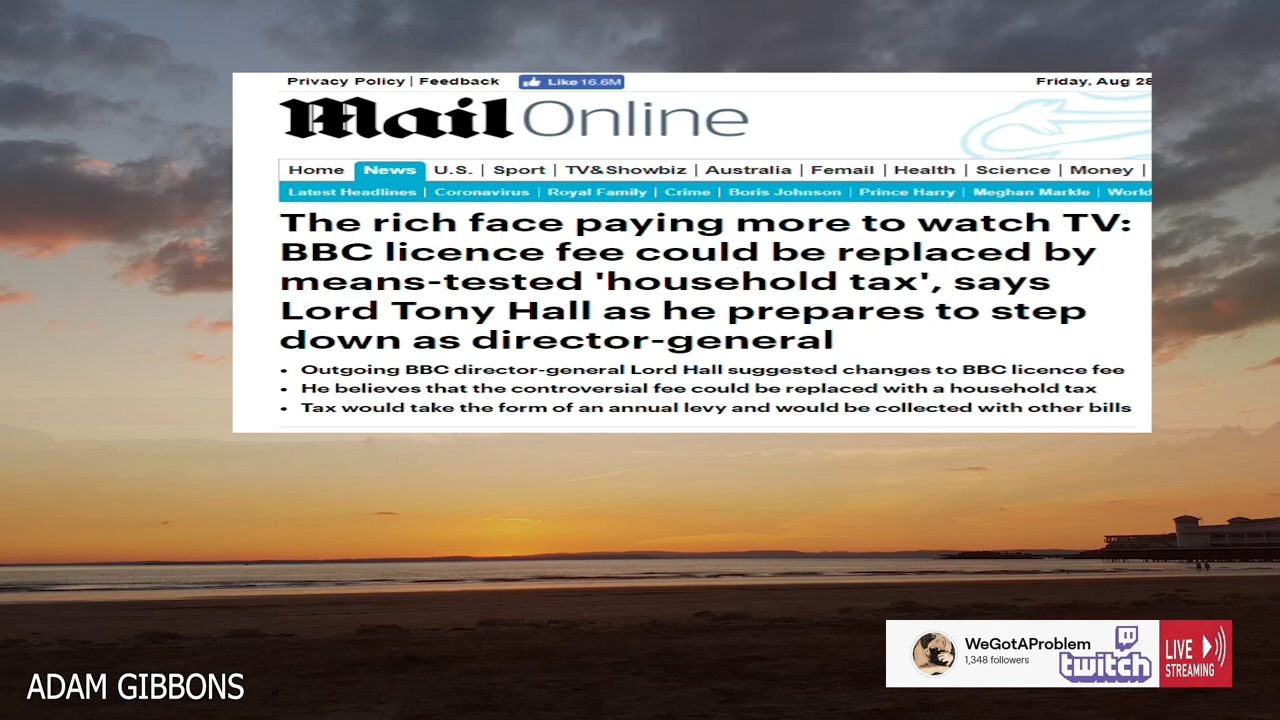 Privacy Policy | Feedback Like 16.6M Friday, Aug 28
Mail Online
Home News U.S. | Sport | TV&Showbiz | Australia | Femail | Health | Science | Money |
Latest Headlines | Coronavirus | Royal Family | Crime | Boris Johnson | Prince Harry | Meghan Markle | World
The rich face paying more to watch TV:
BBC licence fee could be replaced by
means-tested 'household tax', says
Lord Tony Hall as he prepares to step
down as director-general
• Outgoing BBC director-general Lord Hall suggested changes to BBC licence fee
• He believes that the controversial fee could be replaced with a household tax
• Tax would take the form of an annual levy and would be collected with other bills
WeGotAProblem
1,348 followers
twitch
LIVE
STREAMING
ADAM GIBBONS